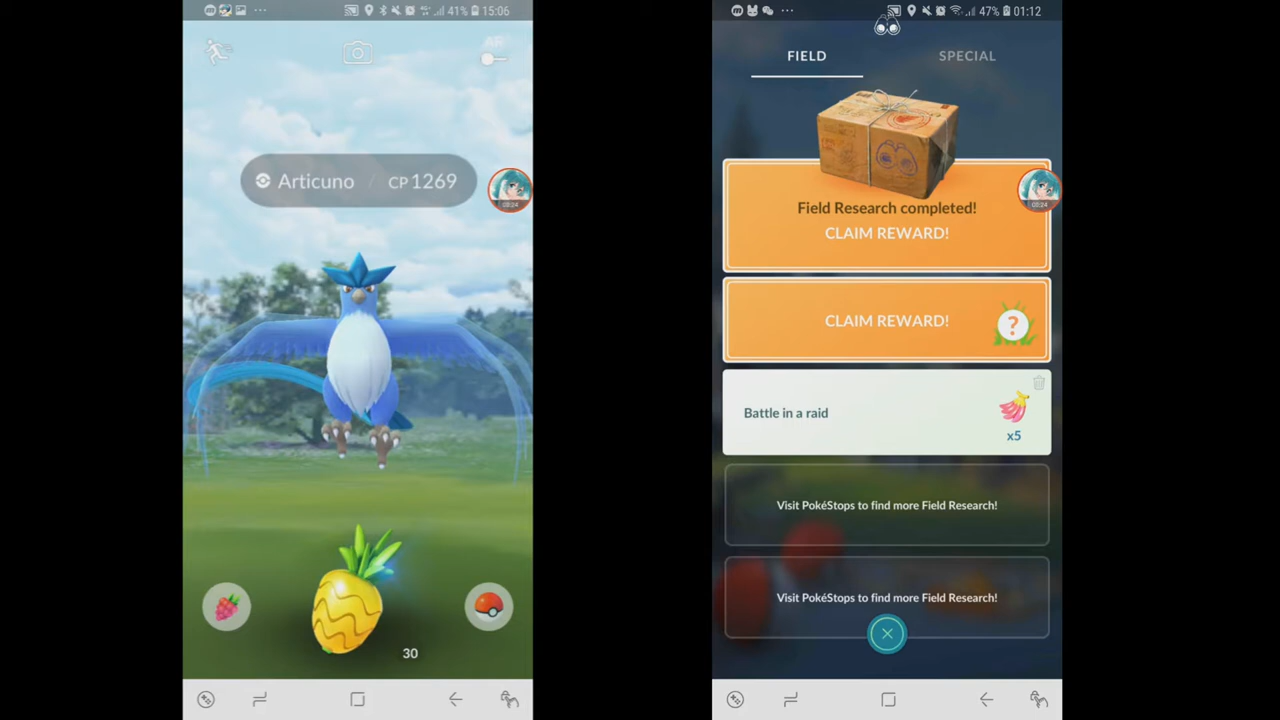 41% 15:06
AR
Articuno / CP 1269
30
47% 01:12
FIELD SPECIAL
Field Research completed!
CLAIM REWARD!
CLAIM REWARD!
?
Battle in a raid
x5
Visit PokéStops to find more Field Research!
Visit PokéStops to find more Field Research!